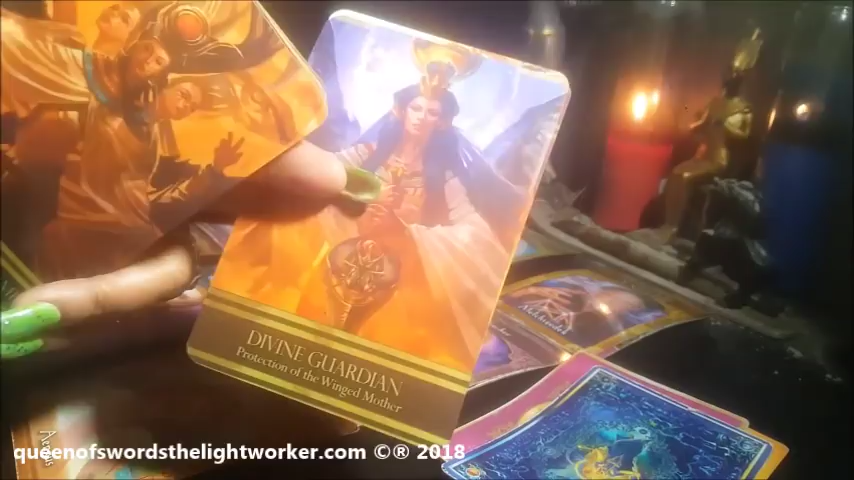 DIVINE GUARDIAN
Protection of the Winged Mother
queenofswordsthelightworker.com ©® 2018